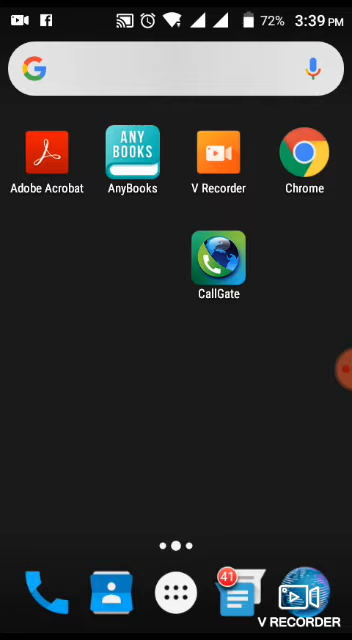 72% 3:39 PM
G
ANY
BOOKS
Adobe Acrobat AnyBooks V Recorder Chrome
CallGate
41
V RECORDER